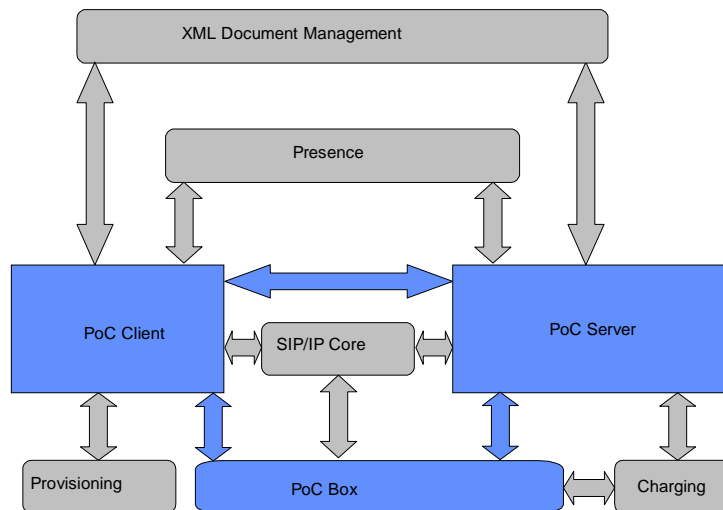 XML Document Management
Presence
PoC Client
PoC Server
SIP/IP Core
Provisioning
PoC Box
Charging